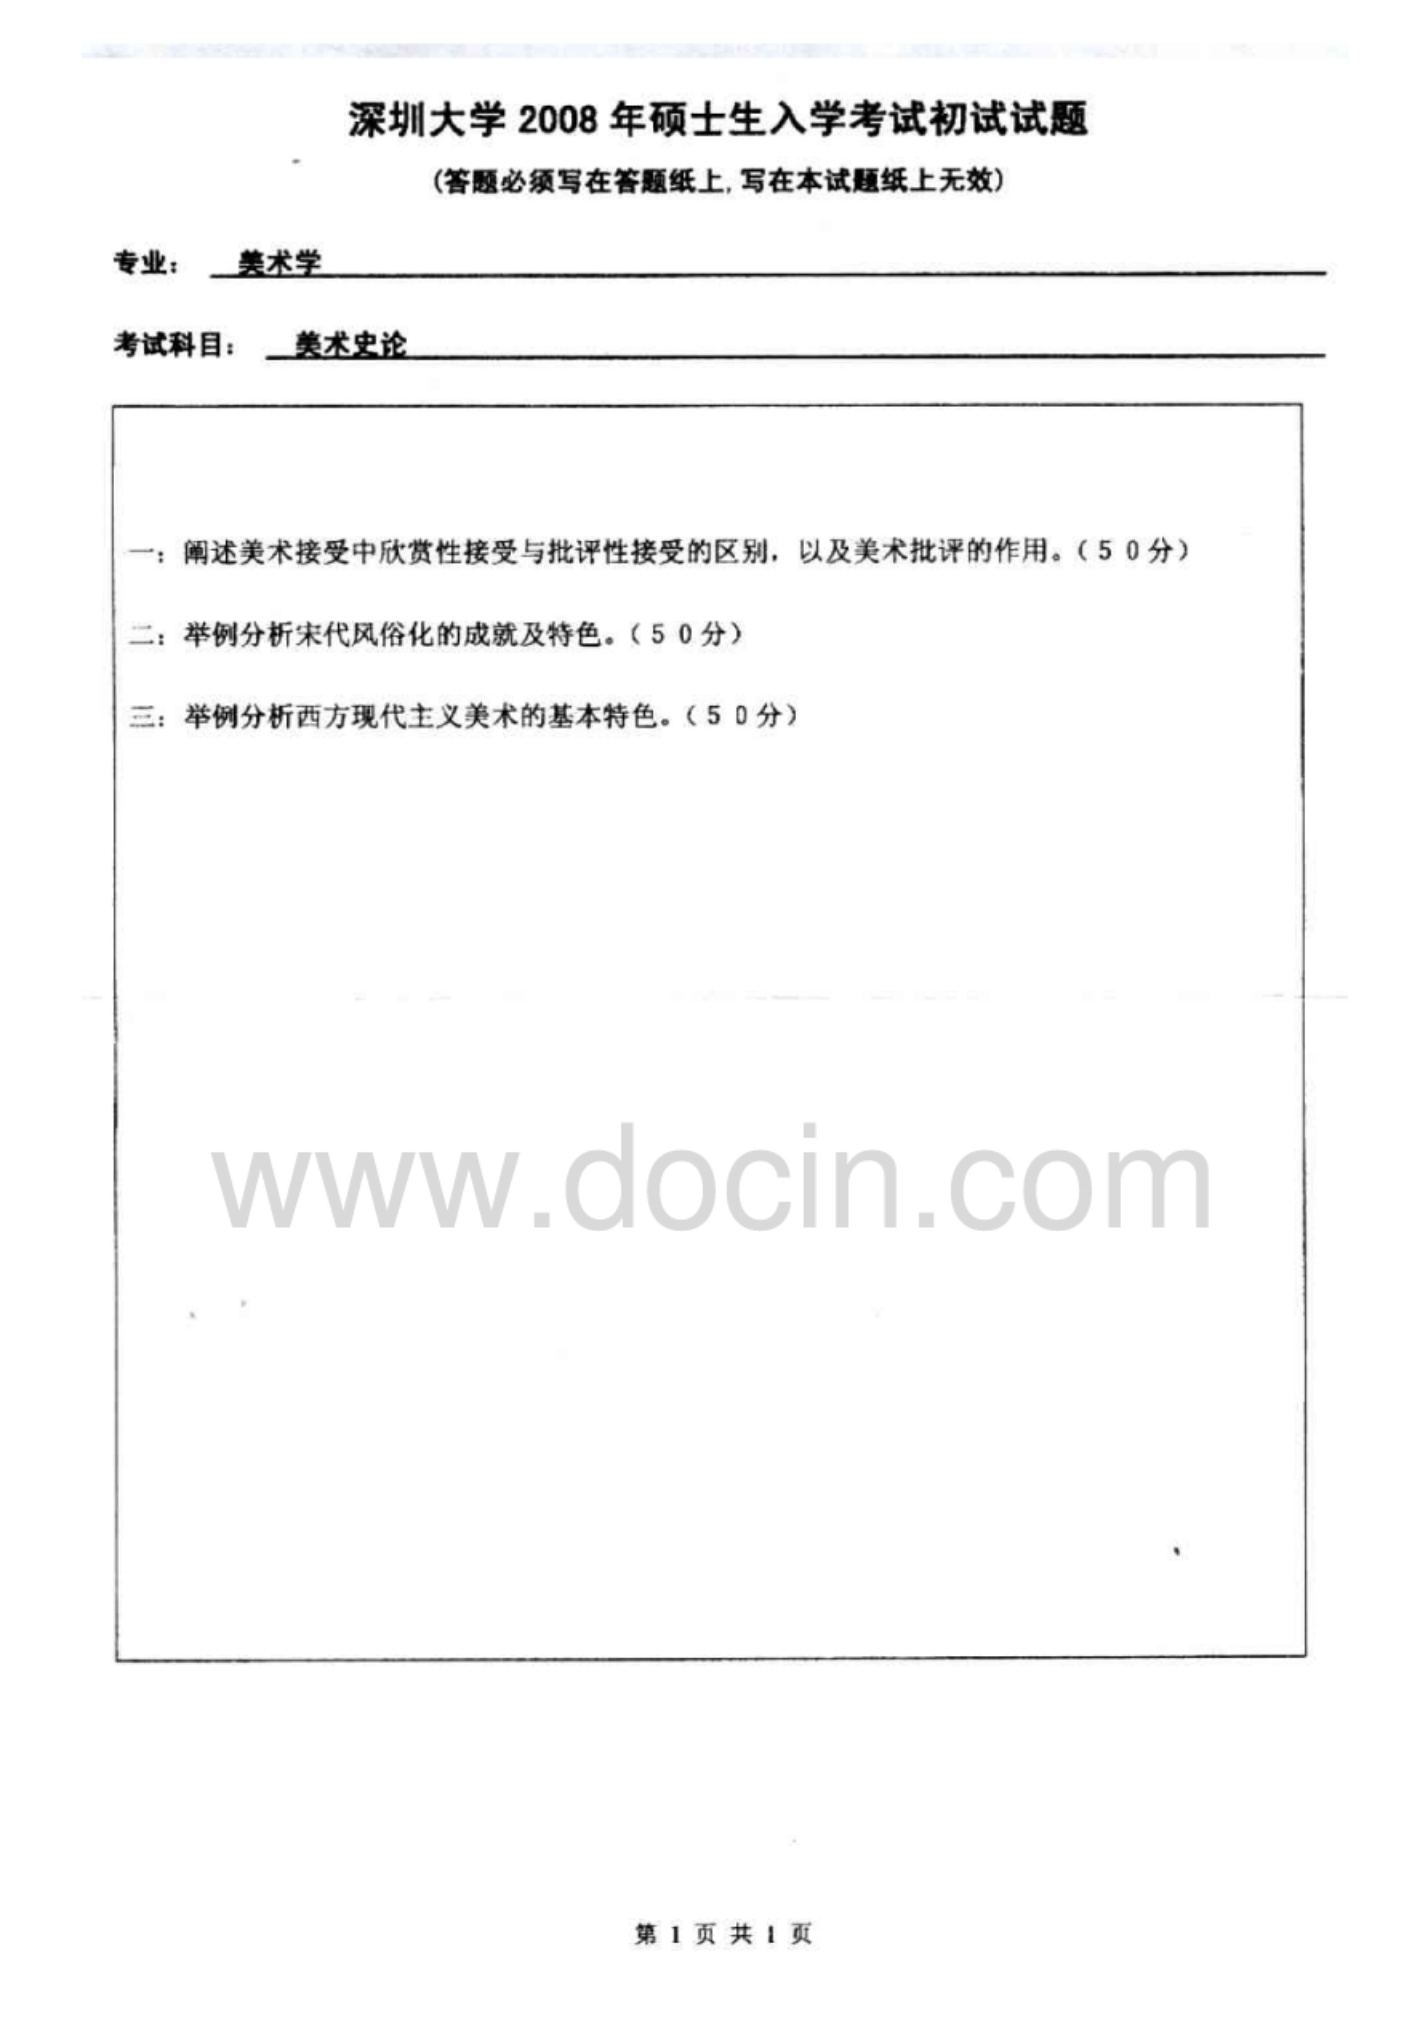 深圳大学 2008 年硕士生入学考试初试试题
(答题必须写在答题纸上,写在本试题纸上无效)
专业： 美术学
考试科目： 美术史论
一：阐述美术接受中欣赏性接受与批评性接受的区别，以及美术批评的作用。（５０分）
二：举例分析宋代风俗化的成就及特色。（５０分）
三：举例分析西方现代主义美术的基本特色。（５０分）
www.docin.com
第 1 页 共 1 页